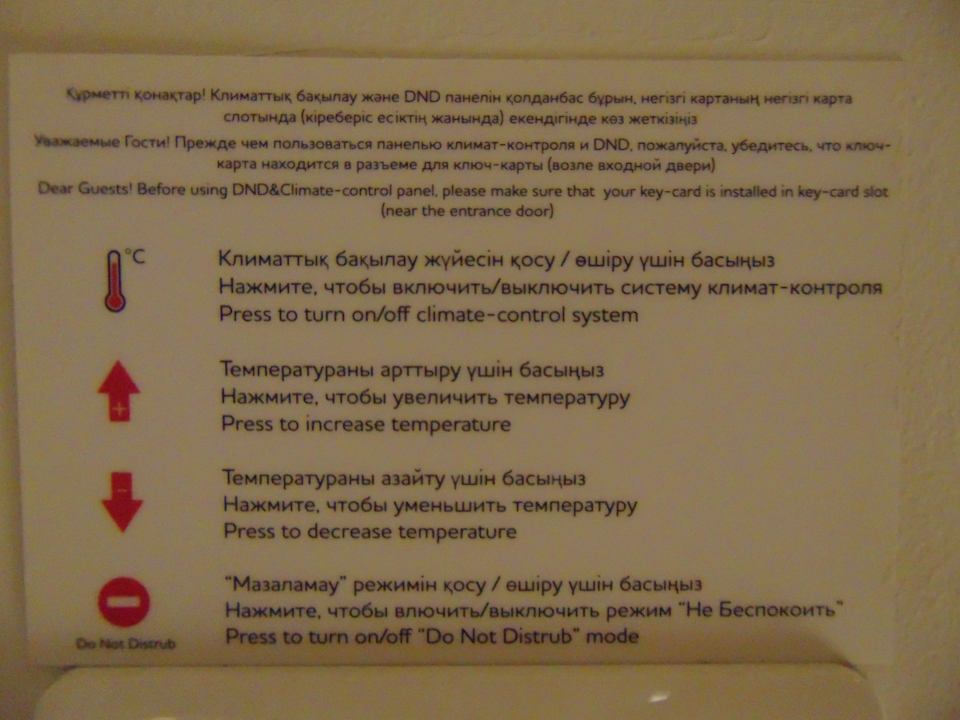 Құрметті қонақтар! Климаттық бақылау және DND панелін қолданбас бұрын, негізгі картаның негізгі карта
слотында (кіреберіс есіктің жанында) екендігінде көз жеткізіңіз
Уважаемые Гости! Прежде чем пользоваться панелью климат-контроля и DND, пожалуйста, убедитесь, что ключ-
карта находится в разъеме для ключ-карты (возле входной двери)
Dear Guests! Before using DND&Climate-control panel, please make sure that your key-card is installed in key-card slot
(near the entrance door)
°C
Климаттық бақылау жүйесін қосу / өшіру үшін басыңыз
Нажмите, чтобы включить/выключить систему климат-контроля
Press to turn on/off climate-control system
+
Температураны арттыру үшін басыңыз
Нажмите, чтобы увеличить температуру
Press to increase temperature
-
Температураны азайту үшін басыңыз
Нажмите, чтобы уменьшить температуру
Press to decrease temperature
"Мазаламау" режимін қосу / өшіру үшін басыңыз
Нажмите, чтобы влючить/выключить режим "Не Беспокоить"
Press to turn on/off "Do Not Distrub" mode
Do Not Distrub